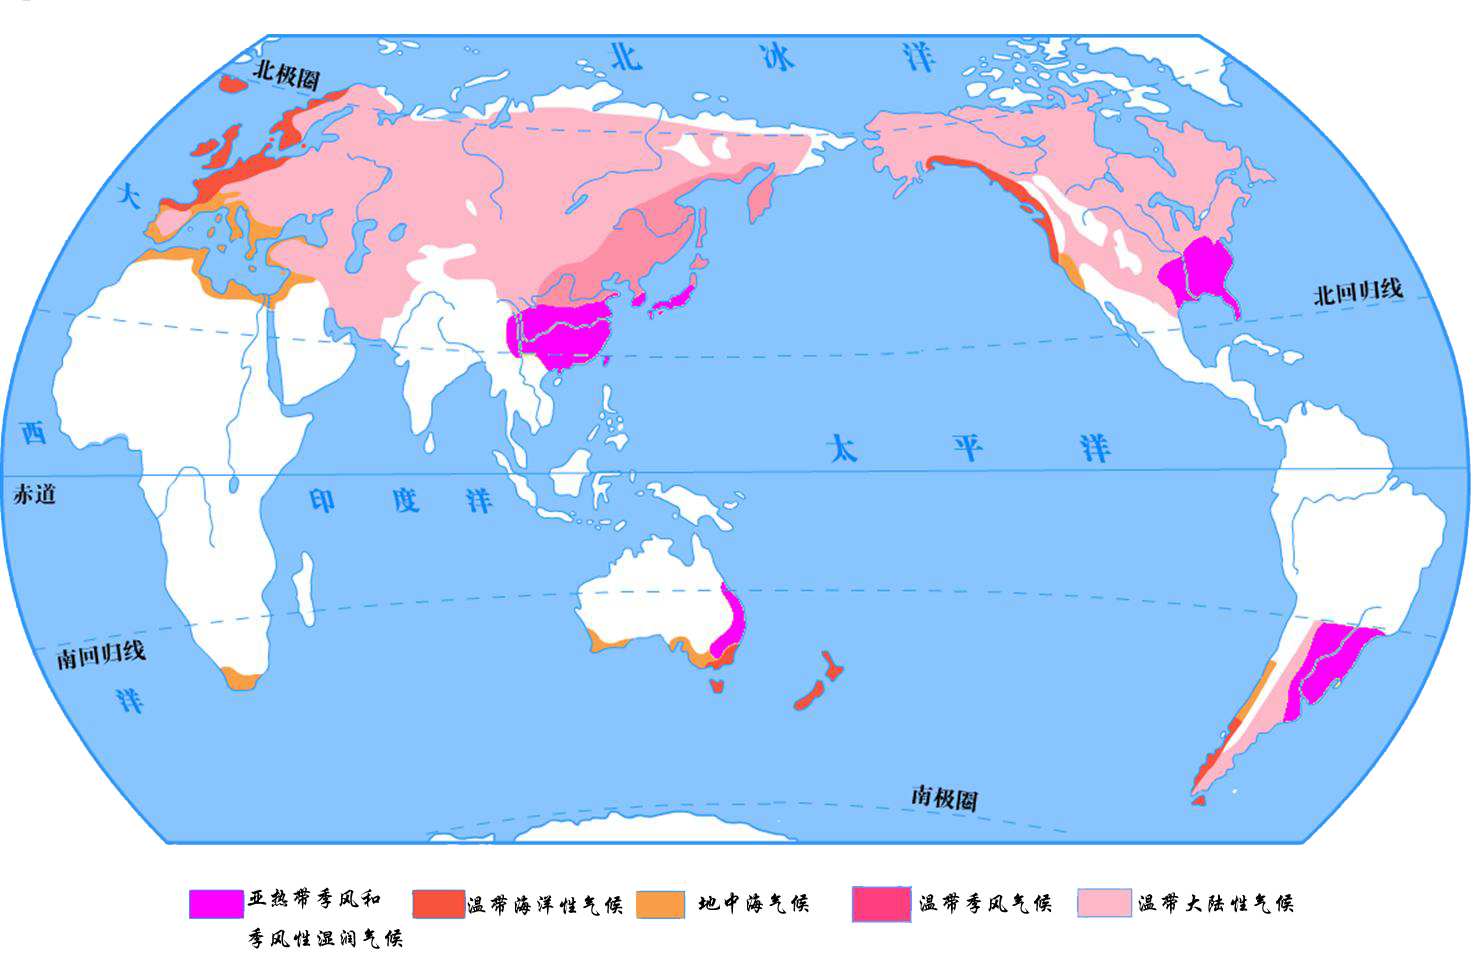 北冰洋
北极圈
大
北回归线
西
太平洋
赤道
印度洋
南回归线
洋
南极圈
亚热带季风和
季风性湿润气候
温带海洋性气候
地中海气候
温带季风气候
温带大陆性气候